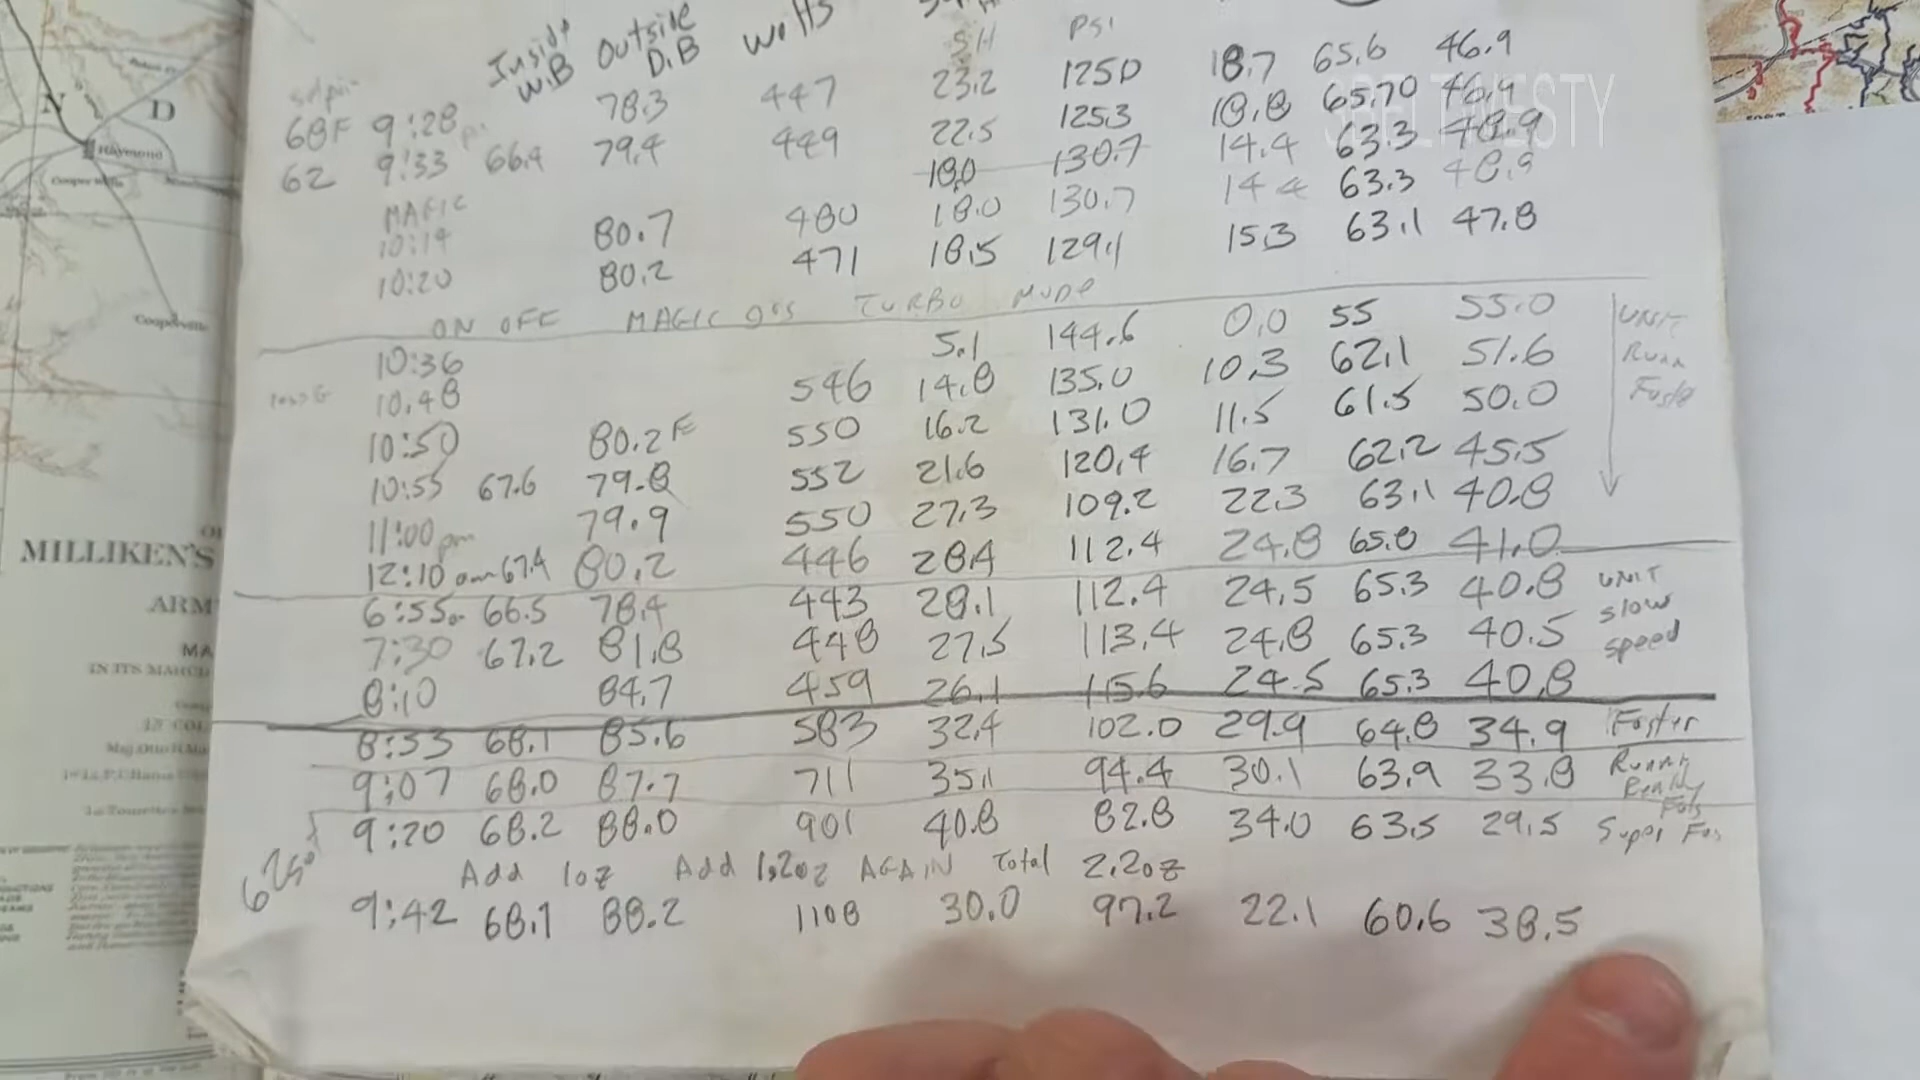 Inside Outside Watts
W.B D.B SH PSI
68F 9:28 78.3 447 23.2 125.0 18.7 65.6 46.9
62 9:33 66.4 79.4 449 22.5 125.3 18.8 65.70 46.9
18.0 130.7 14.4 63.3 48.9
MAGIC
10:14 80.7 480 18.0 130.7 14.4 63.3 48.9
10:20 80.2 471 18.5 129.1 15.3 63.1 47.8
ON OFF MAGIC TURBO MODE
10:36 5.1 144.6 0.0 55 55.0 UNIT
10:48 546 14.8 135.0 10.3 62.1 51.6
10:50 80.2F 550 16.2 131.0 11.5 61.5 50.0
10:55 67.6 79.8 552 21.6 120.4 16.7 62.2 45.5
11:00 pm 79.9 550 27.3 109.2 22.3 63.1 40.8
12:10 am 67.4 80.2 446 28.4 112.4 24.8 65.8 41.0
6:55 66.5 78.4 443 28.1 112.4 24.5 65.3 40.8 UNIT
7:30 67.2 81.8 448 27.5 113.4 24.8 65.3 40.5 slow
speed
8:10 84.7 459 26.1 115.6 24.5 65.3 40.8
8:53 68.1 85.6 583 32.4 102.0 29.9 64.8 34.9 Faster
9:07 68.0 87.7 711 35.1 94.4 30.1 63.9 33.8
9:20 68.2 88.0 901 40.8 82.8 34.0 63.5 29.5 Super
Add 1oz Add 1.2oz AGAIN Total 2.2oz
9:42 68.1 88.2 1108 30.0 97.2 22.1 60.6 38.5
N D
Raymond
MILLIKEN'S
ARM
MA
IN ITS MARCH